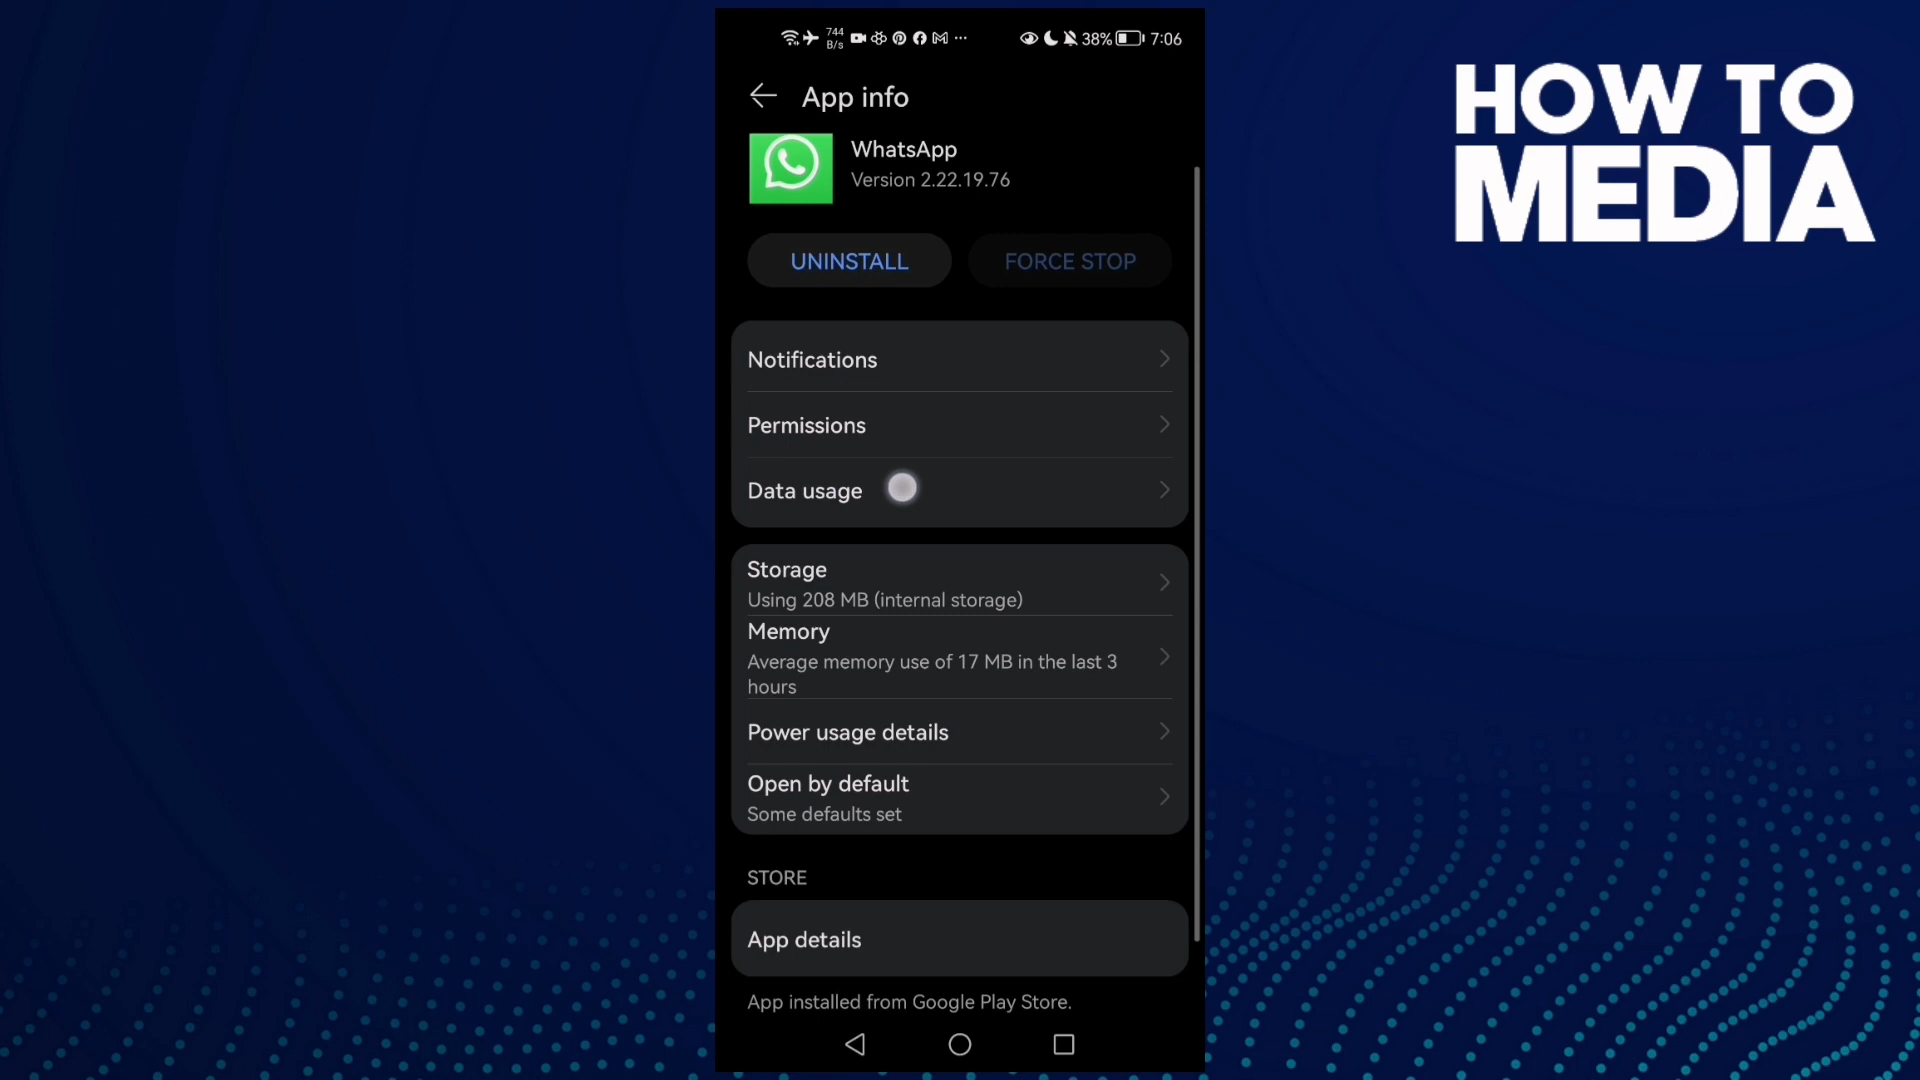 744
B/s
38%
7:06
HOW TO
MEDIA
App info
WhatsApp
Version 2.22.19.76
UNINSTALL
FORCE STOP
Notifications
Permissions
Data usage
Storage
Using 208 MB (internal storage)
Memory
Average memory use of 17 MB in the last 3
hours
Power usage details
Open by default
Some defaults set
STORE
App details
App installed from Google Play Store.